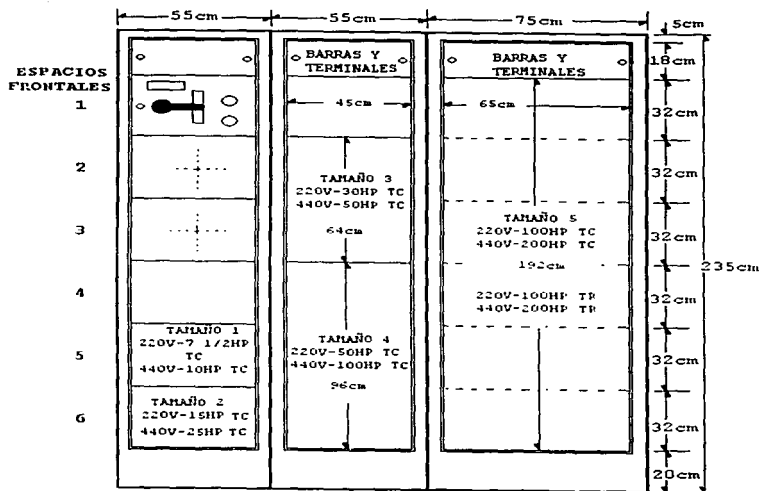 55cm
55cm
75cm
5cm
BARRAS Y
TERMINALES
BARRAS Y
TERMINALES
18cm
ESPACIOS
FRONTALES
1
45cm
65cm
32cm
2
TAMAÑO 3
220V-30HP TC
440V-50HP TC
32cm
3
64cm
TAMAÑO 5
220V-100HP TC
440V-200HP TC
192cm
32cm
235cm
4
220V-100HP TR
440V-200HP TR
32cm
TAMAÑO 1
220V-7 1/2HP
TC
440V-10HP TC
5
TAMAÑO 4
220V-50HP TC
440V-100HP TC
96cm
32cm
6
TAMAÑO 2
220V-15HP TC
440V-25HP TC
32cm
20cm